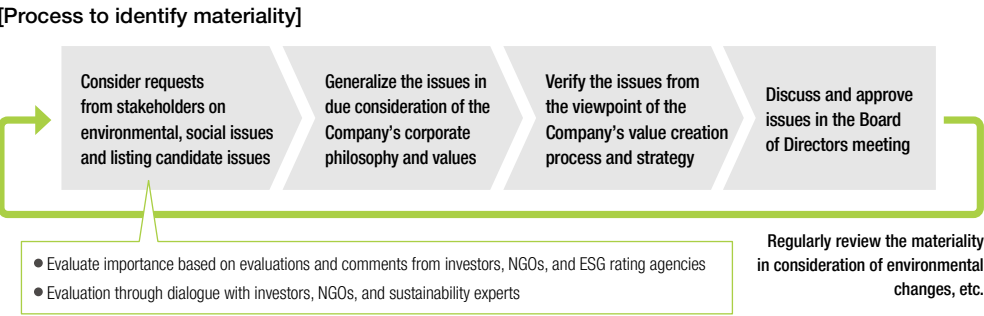 [Process to identify materiality]
Consider requests
from stakeholders on
environmental, social issues
and listing candidate issues
Generalize the issues in
due consideration of the
Company's corporate
philosophy and values
Verify the issues from
the viewpoint of the
Company's value creation
process and strategy
Discuss and approve
issues in the Board
of Directors meeting
● Evaluate importance based on evaluations and comments from investors, NGOs, and ESG rating agencies
● Evaluation through dialogue with investors, NGOs, and sustainability experts
Regularly review the materiality
in consideration of environmental
changes, etc.